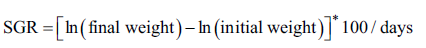 SGR = [ln(final weight) – ln(initial weight)]* 100 / days